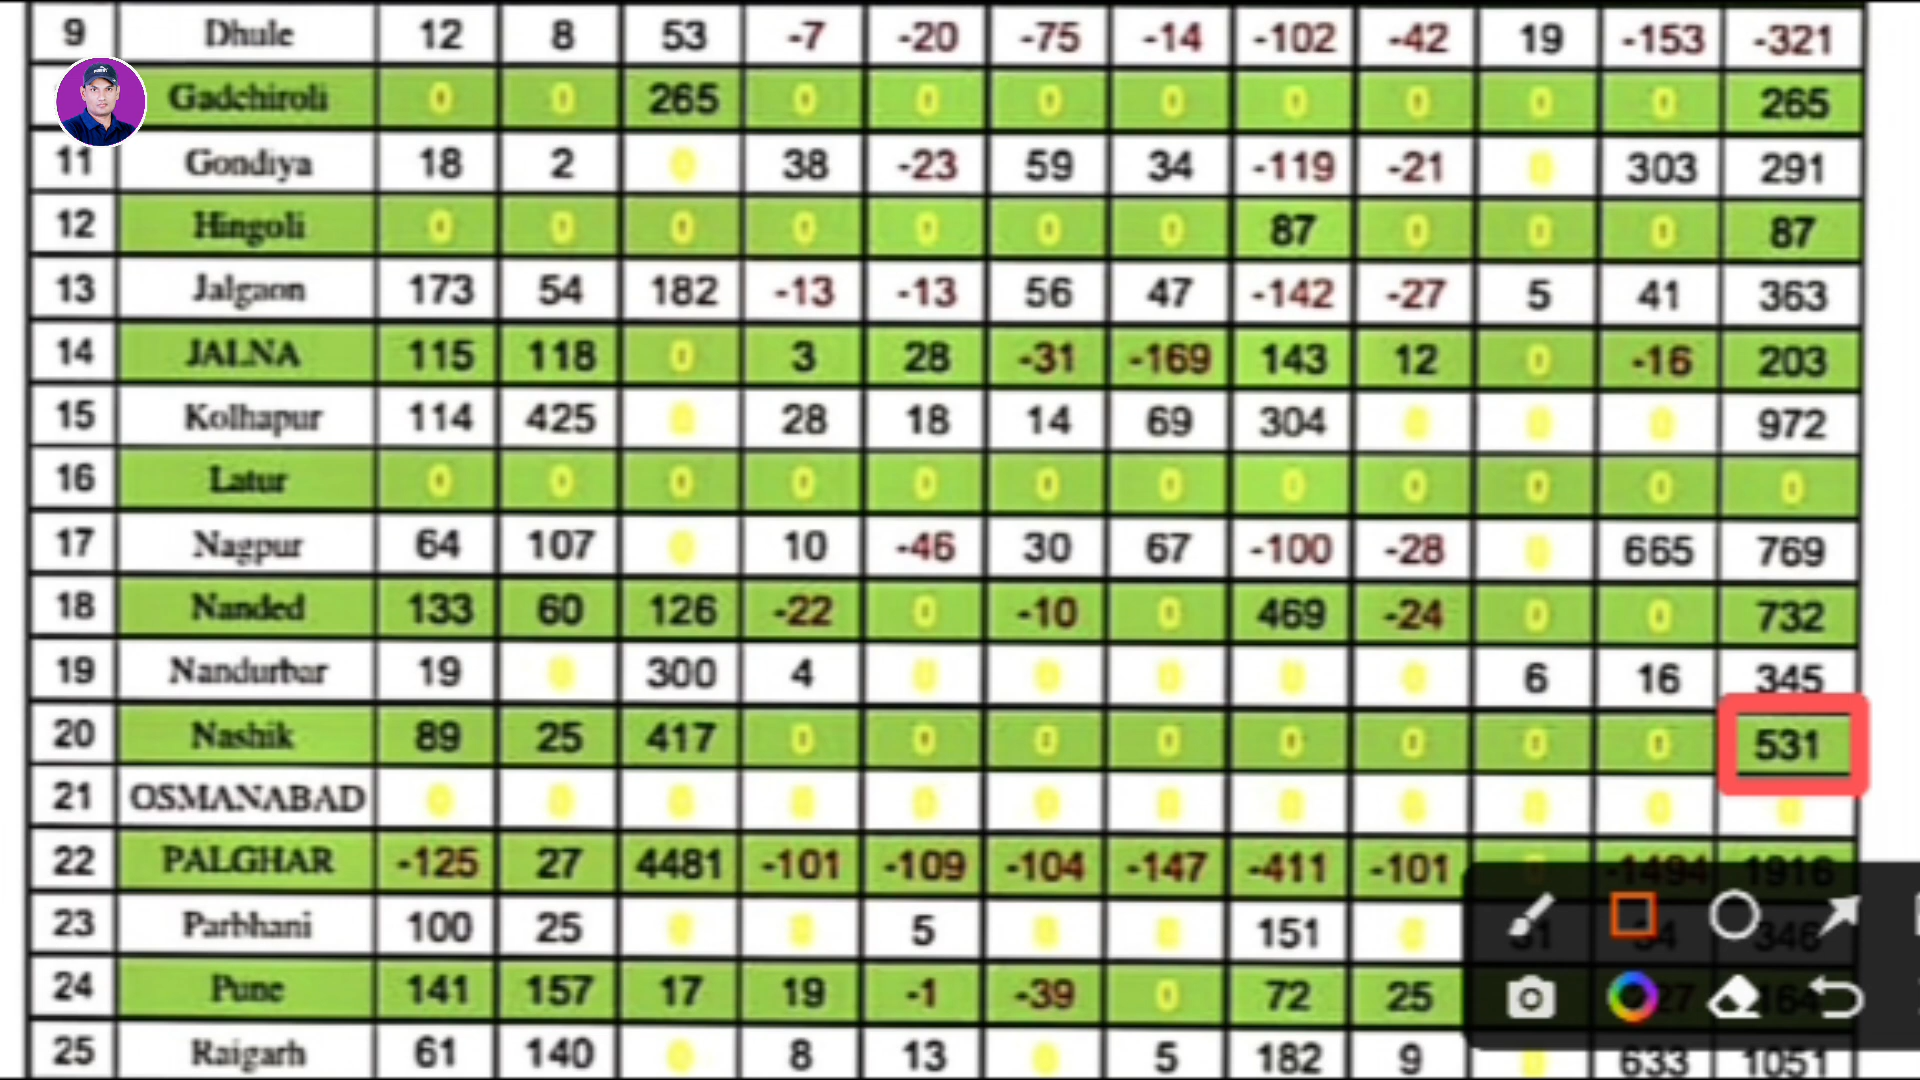 9 Dhule 12 8 53 -7 -20 -75 -14 -102 -42 19 -153 -321
Gadchiroli 0 0 265 0 0 0 0 0 0 0 0 265
11 Gondiya 18 2 0 38 -23 59 34 -119 -21 0 303 291
12 Hingoli 0 0 0 0 0 0 0 87 0 0 0 87
13 Jalgaon 173 54 182 -13 -13 56 47 -142 -27 5 41 363
14 JALNA 115 118 0 3 28 -31 -169 143 12 0 -16 203
15 Kolhapur 114 425 0 28 18 14 69 304 0 0 0 972
16 Latur 0 0 0 0 0 0 0 0 0 0 0 0
17 Nagpur 64 107 0 10 -46 30 67 -100 -28 0 665 769
18 Nanded 133 60 126 -22 0 -10 0 469 -24 0 0 732
19 Nandurbar 19 0 300 4 0 0 0 0 0 6 16 345
20 Nashik 89 25 417 0 0 0 0 0 0 0 0 531
21 OSMANABAD 0 0 0 0 0 0 0 0 0 0 0 0
22 PALGHAR -125 27 4481 -101 -109 -104 -147 -411 -101 -1494 1916
23 Parbhani 100 25 0 0 5 0 0 151 0 346
24 Pune 141 157 17 19 -1 -39 0 72 25
25 Raigarh 61 140 0 8 13 0 5 182 9 0 633 1051